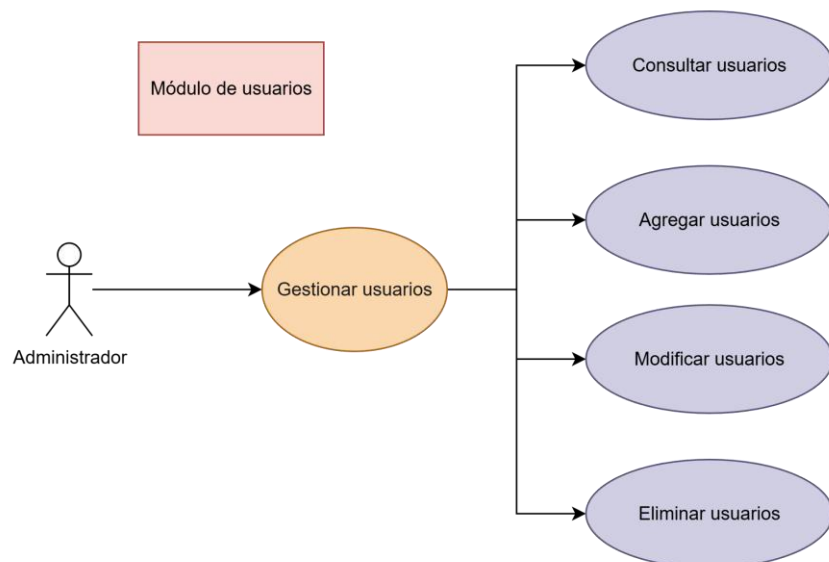 Módulo de usuarios
Consultar usuarios
Agregar usuarios
Gestionar usuarios
Administrador
Modificar usuarios
Eliminar usuarios